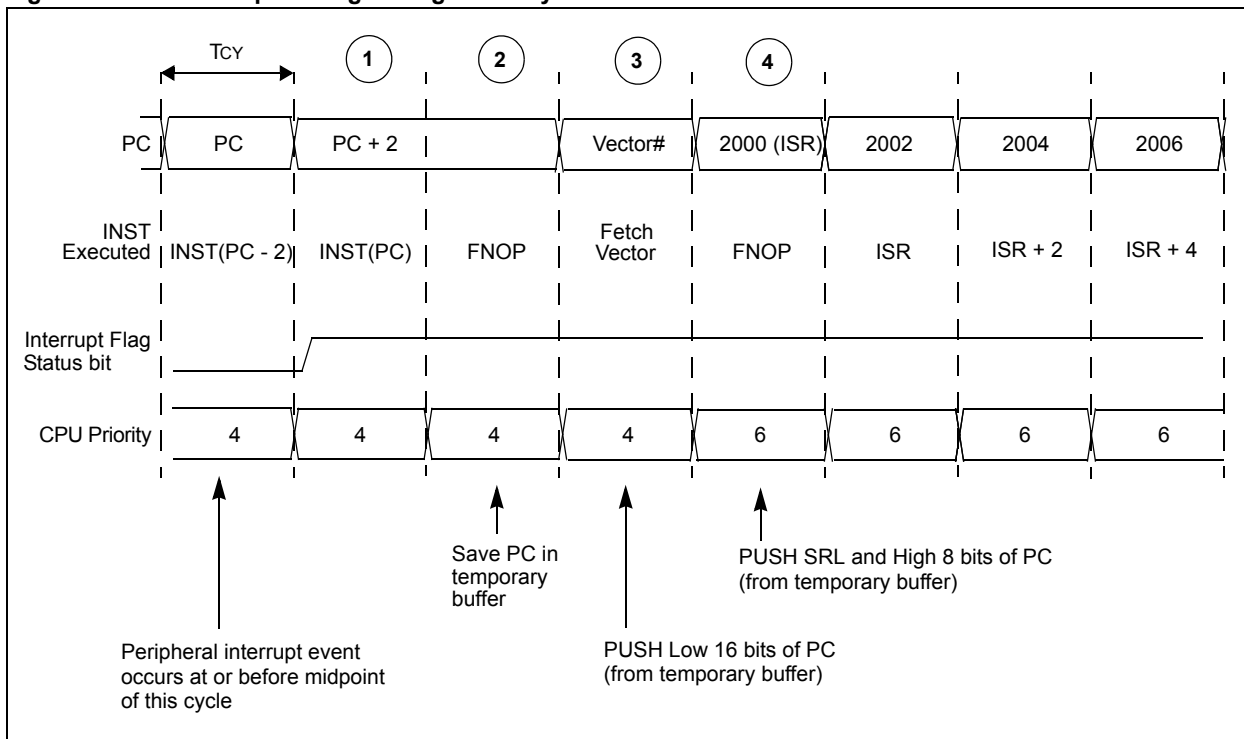 TCY
1
2
3
4
PC
PC
PC + 2
Vector#
2000 (ISR)
2002
2004
2006
INST
Executed
INST(PC - 2)
INST(PC)
FNOP
Fetch
Vector
FNOP
ISR
ISR + 2
ISR + 4
Interrupt Flag
Status bit
CPU Priority
4
4
4
4
6
6
6
6
Save PC in
temporary
buffer
PUSH SRL and High 8 bits of PC
(from temporary buffer)
Peripheral interrupt event
occurs at or before midpoint
of this cycle
PUSH Low 16 bits of PC
(from temporary buffer)